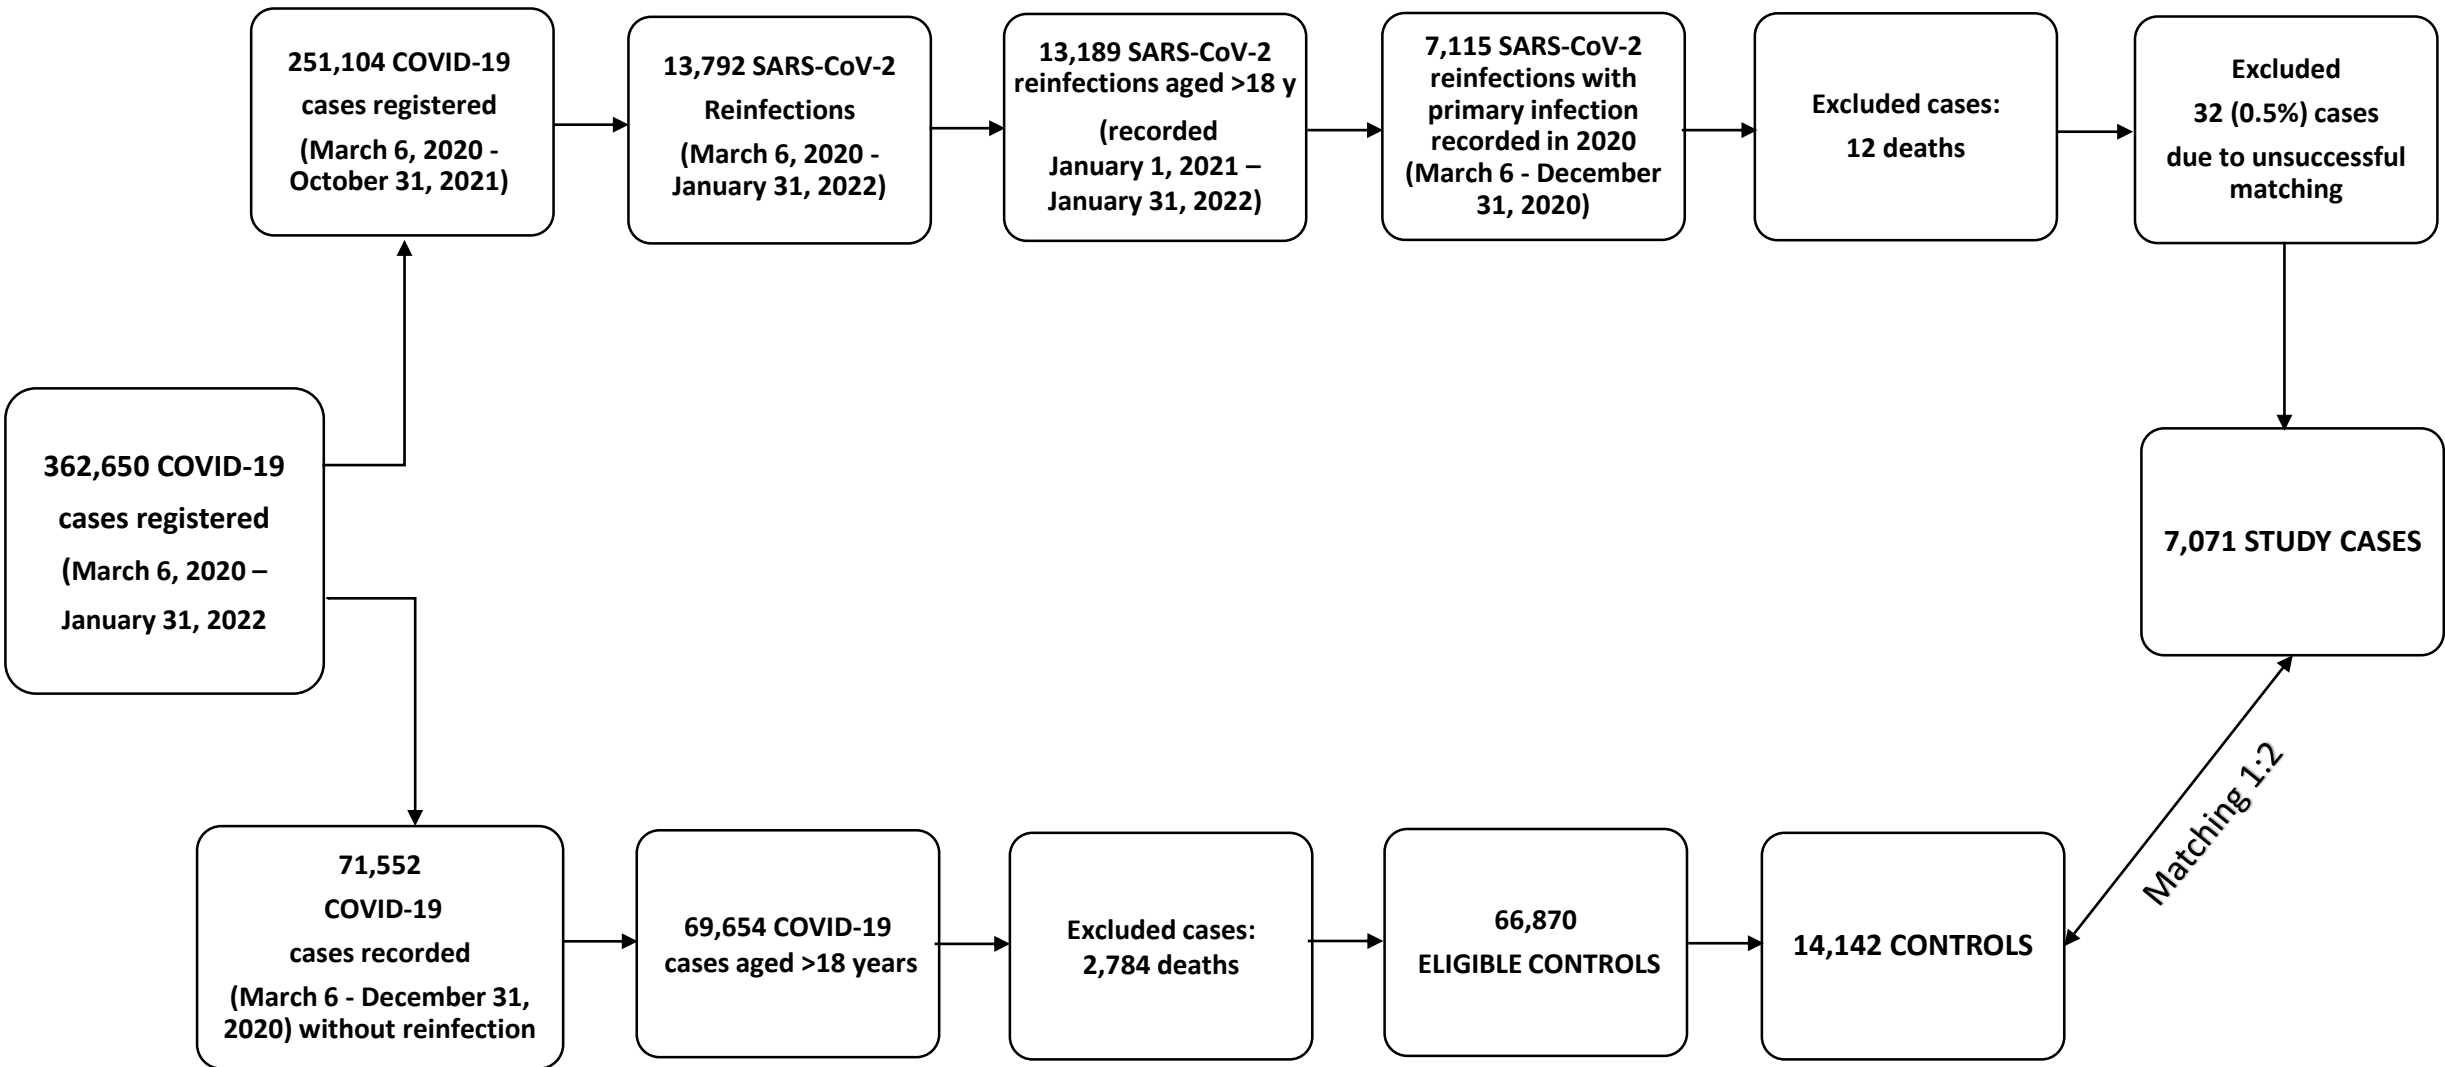 251,104 COVID-19
cases registered
(March 6, 2020 -
October 31, 2021)
13,792 SARS-CoV-2
Reinfections
(March 6, 2020 -
January 31, 2022)
13,189 SARS-CoV-2
reinfections aged >18 y
(recorded
January 1, 2021 –
January 31, 2022)
7,115 SARS-CoV-2
reinfections with
primary infection
recorded in 2020
(March 6 - December
31, 2020)
Excluded cases:
12 deaths
Excluded
32 (0.5%) cases
due to unsuccessful
matching
362,650 COVID-19
cases registered
(March 6, 2020 –
January 31, 2022
7,071 STUDY CASES
Matching 1:2
71,552
COVID-19
cases recorded
(March 6 - December 31,
2020) without reinfection
69,654 COVID-19
cases aged >18 years
Excluded cases:
2,784 deaths
66,870
ELIGIBLE CONTROLS
14,142 CONTROLS